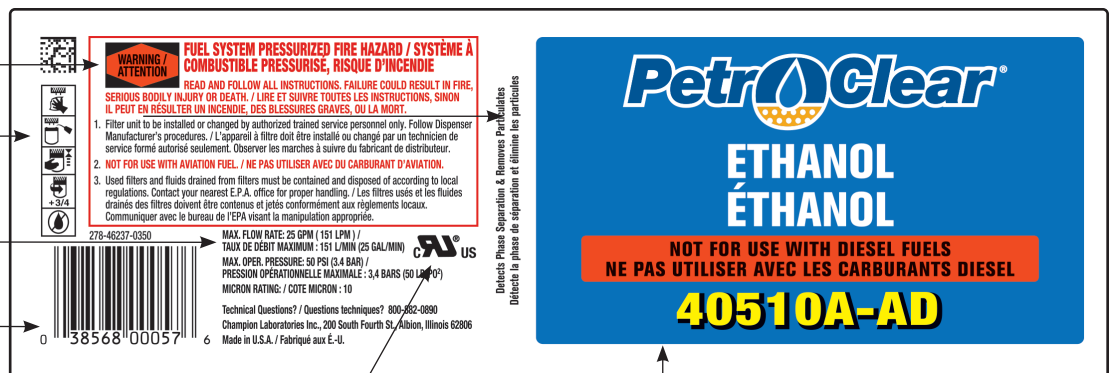 WARNING /
ATTENTION
FUEL SYSTEM PRESSURIZED FIRE HAZARD / SYSTÈME À
COMBUSTIBLE PRESSURISÉ, RISQUE D'INCENDIE
READ AND FOLLOW ALL INSTRUCTIONS. FAILURE COULD RESULT IN FIRE,
SERIOUS BODILY INJURY OR DEATH. / LIRE ET SUIVRE TOUTES LES INSTRUCTIONS, SINON
IL PEUT EN RÉSULTER UN INCENDIE, DES BLESSURES GRAVES, OU LA MORT.
1. Filter unit to be installed or changed by authorized trained service personnel only. Follow Dispenser
Manufacturer's procedures. / L'appareil à filtre doit être installé ou changé par un technicien de
service formé autorisé seulement. Observer les marches à suivre du fabricant de distributeur.
2. NOT FOR USE WITH AVIATION FUEL. / NE PAS UTILISER AVEC DU CARBURANT D'AVIATION.
3. Used filters and fluids drained from filters must be contained and disposed of according to local
regulations. Contact your nearest E.P.A. office for proper handling. / Les filtres usés et les fluides
drainés des filtres doivent être contenus et jetés conformément aux règlements locaux.
Communiquer avec le bureau de l'EPA visant la manipulation appropriée.
+3/4
278-46237-0350
0 38568 00057 6
MAX. FLOW RATE: 25 GPM ( 151 LPM ) /
TAUX DE DÉBIT MAXIMUM : 151 L/MIN (25 GAL/MIN)
MAX. OPER. PRESSURE: 50 PSI (3.4 BAR) /
PRESSION OPÉRATIONNELLE MAXIMALE : 3,4 BARS (50 LB/PO²)
MICRON RATING: / COTE MICRON : 10
C RU ® US
Technical Questions? / Questions techniques? 800-882-0890
Champion Laboratories Inc., 200 South Fourth St., Albion, Illinois 62806
Made in U.S.A. / Fabriqué aux É.-U.
Detects Phase Separation & Removes Particulates
Détecte la phase de séparation et élimine les particules
PetroClear®
ETHANOL
ÉTHANOL
NOT FOR USE WITH DIESEL FUELS
NE PAS UTILISER AVEC LES CARBURANTS DIESEL
40510A-AD